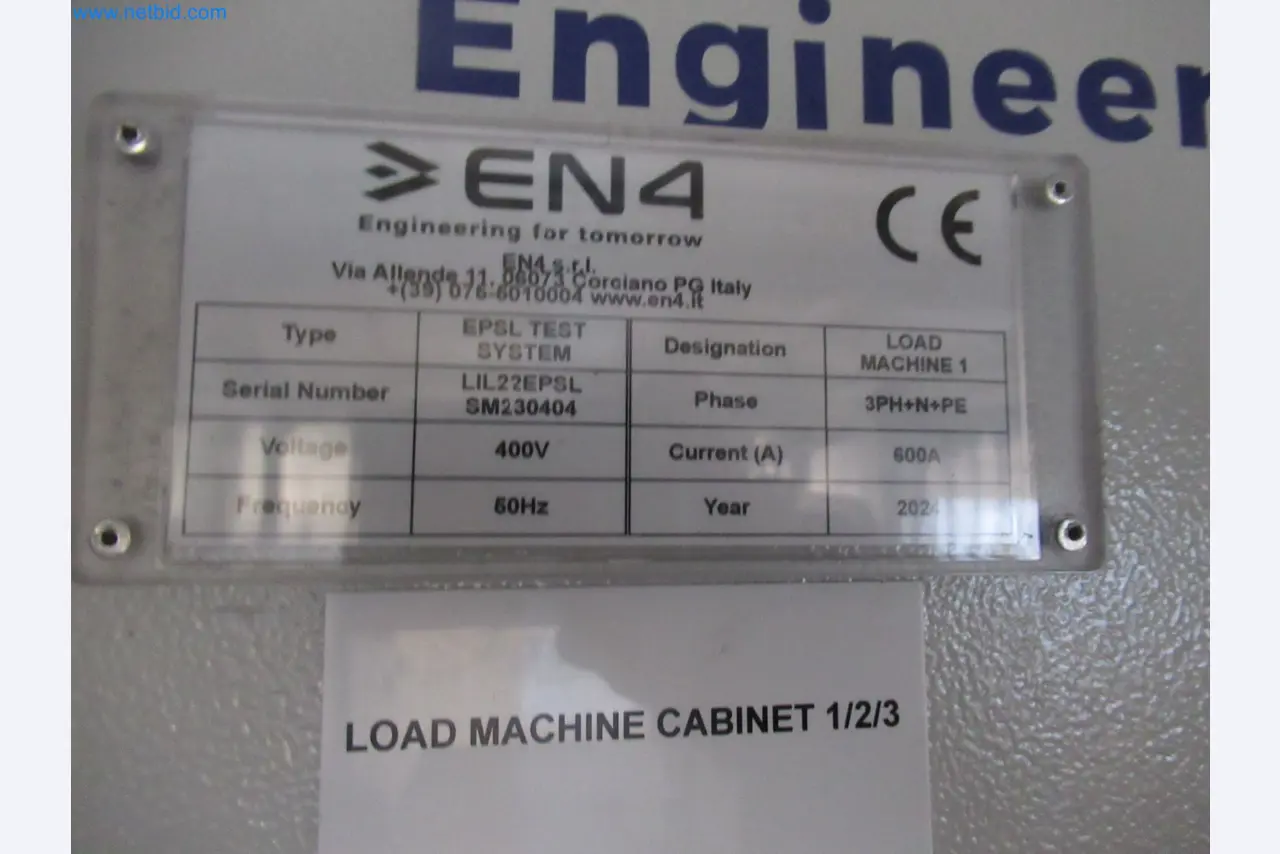 www.netbid.com
Engineer
EN4
CE
Engineering for tomorrow
EN4 s.r.l.
Via Allende 11, 06073 Corciano PG Italy
+(39) 076-6010004 www.en4.it
Type EPSL TEST SYSTEM Designation LOAD MACHINE 1
Serial Number LIL22EPSL SM230404 Phase 3PH+N+PE
Voltage 400V Current (A) 600A
Frequency Year 2024
LOAD MACHINE CABINET 1/2/3